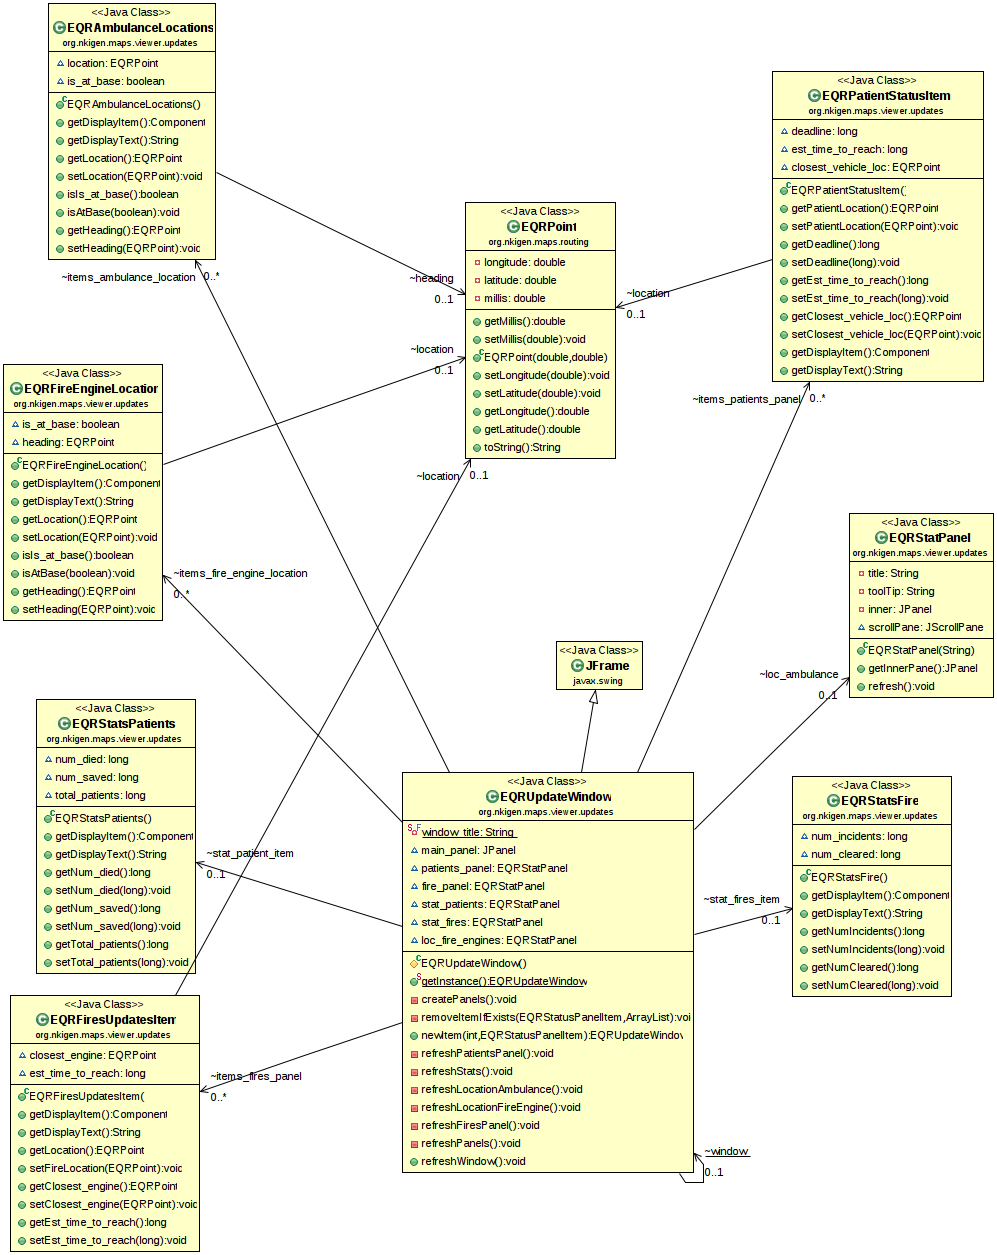 <<Java Class>>
EQRAmbulanceLocations
org.nkigen.maps.viewer.updates
location: EQRPoint
is_at_base: boolean
EQRAmbulanceLocations()
getDisplayItem():Component
getDisplayText():String
getLocation():EQRPoint
setLocation(EQRPoint):void
isIs_at_base():boolean
isAtBase(boolean):void
getHeading():EQRPoint
setHeading(EQRPoint):void
~items_ambulance_location 0..*
<<Java Class>>
EQRPatientStatusItem
org.nkigen.maps.viewer.updates
deadline: long
est_time_to_reach: long
closest_vehicle_loc: EQRPoint
EQRPatientStatusItem()
getPatientLocation():EQRPoint
setPatientLocation(EQRPoint):void
getDeadline():long
setDeadline(long):void
getEst_time_to_reach():long
setEst_time_to_reach(long):void
getClosest_vehicle_loc():EQRPoint
setClosest_vehicle_loc(EQRPoint):void
getDisplayItem():Component
getDisplayText():String
~items_patients_panel 0..*
<<Java Class>>
EQRPoint
org.nkigen.maps.routing
longitude: double
latitude: double
millis: double
getMillis():double
setMillis(double):void
EQRPoint(double,double)
setLongitude(double):void
setLatitude(double):void
getLongitude():double
getLatitude():double
toString():String
~heading
0..1
~location
0..1
~location
0..1
~location 0..1
<<Java Class>>
EQRFireEngineLocation
org.nkigen.maps.viewer.updates
is_at_base: boolean
heading: EQRPoint
EQRFireEngineLocation()
getDisplayItem():Component
getDisplayText():String
getLocation():EQRPoint
setLocation(EQRPoint):void
isIs_at_base():boolean
isAtBase(boolean):void
getHeading():EQRPoint
setHeading(EQRPoint):void
~items_fire_engine_location
0..*
<<Java Class>>
EQRStatPanel
org.nkigen.maps.viewer.updates
title: String
toolTip: String
inner: JPanel
scrollPane: JScrollPane
EQRStatPanel(String)
getInnerPane():JPanel
refresh():void
~loc_ambulance
0..1
<<Java Class>>
JFrame
javax.swing
<<Java Class>>
EQRStatsPatients
org.nkigen.maps.viewer.updates
num_died: long
num_saved: long
total_patients: long
EQRStatsPatients()
getDisplayItem():Component
getDisplayText():String
getNum_died():long
setNum_died(long):void
getNum_saved():long
setNum_saved(long):void
getTotal_patients():long
setTotal_patients(long):void
~stat_patient_item
0..1
<<Java Class>>
EQRUpdateWindow
org.nkigen.maps.viewer.updates
window_title: String
main_panel: JPanel
patients_panel: EQRStatPanel
fire_panel: EQRStatPanel
stat_patients: EQRStatPanel
stat_fires: EQRStatPanel
loc_fire_engines: EQRStatPanel
EQRUpdateWindow()
getInstance():EQRUpdateWindow
createPanels():void
removeItemIfExists(EQRStatusPanelItem,ArrayList):voi
newItem(int,EQRStatusPanelItem):EQRUpdateWindov
refreshPatientsPanel():void
refreshStats():void
refreshLocationAmbulance():void
refreshLocationFireEngine():void
refreshFiresPanel():void
refreshPanels():void
refreshWindow():void
~window
0..1
<<Java Class>>
EQRStatsFire
org.nkigen.maps.viewer.updates
num_incidents: long
num_cleared: long
EQRStatsFire()
getDisplayItem():Component
getDisplayText():String
getNumIncidents():long
setNumIncidents(long):void
getNumCleared():long
setNumCleared(long):void
~stat_fires_item
0..1
<<Java Class>>
EQRFiresUpdatesItem
org.nkigen.maps.viewer.updates
closest_engine: EQRPoint
est_time_to_reach: long
EQRFiresUpdatesItem(
getDisplayItem():Component
getDisplayText():String
getLocation():EQRPoint
setFireLocation(EQRPoint):void
getClosest_engine():EQRPoint
setClosest_engine(EQRPoint):void
getEst_time_to_reach():long
setEst_time_to_reach(long):void
~items_fires_panel
0..*